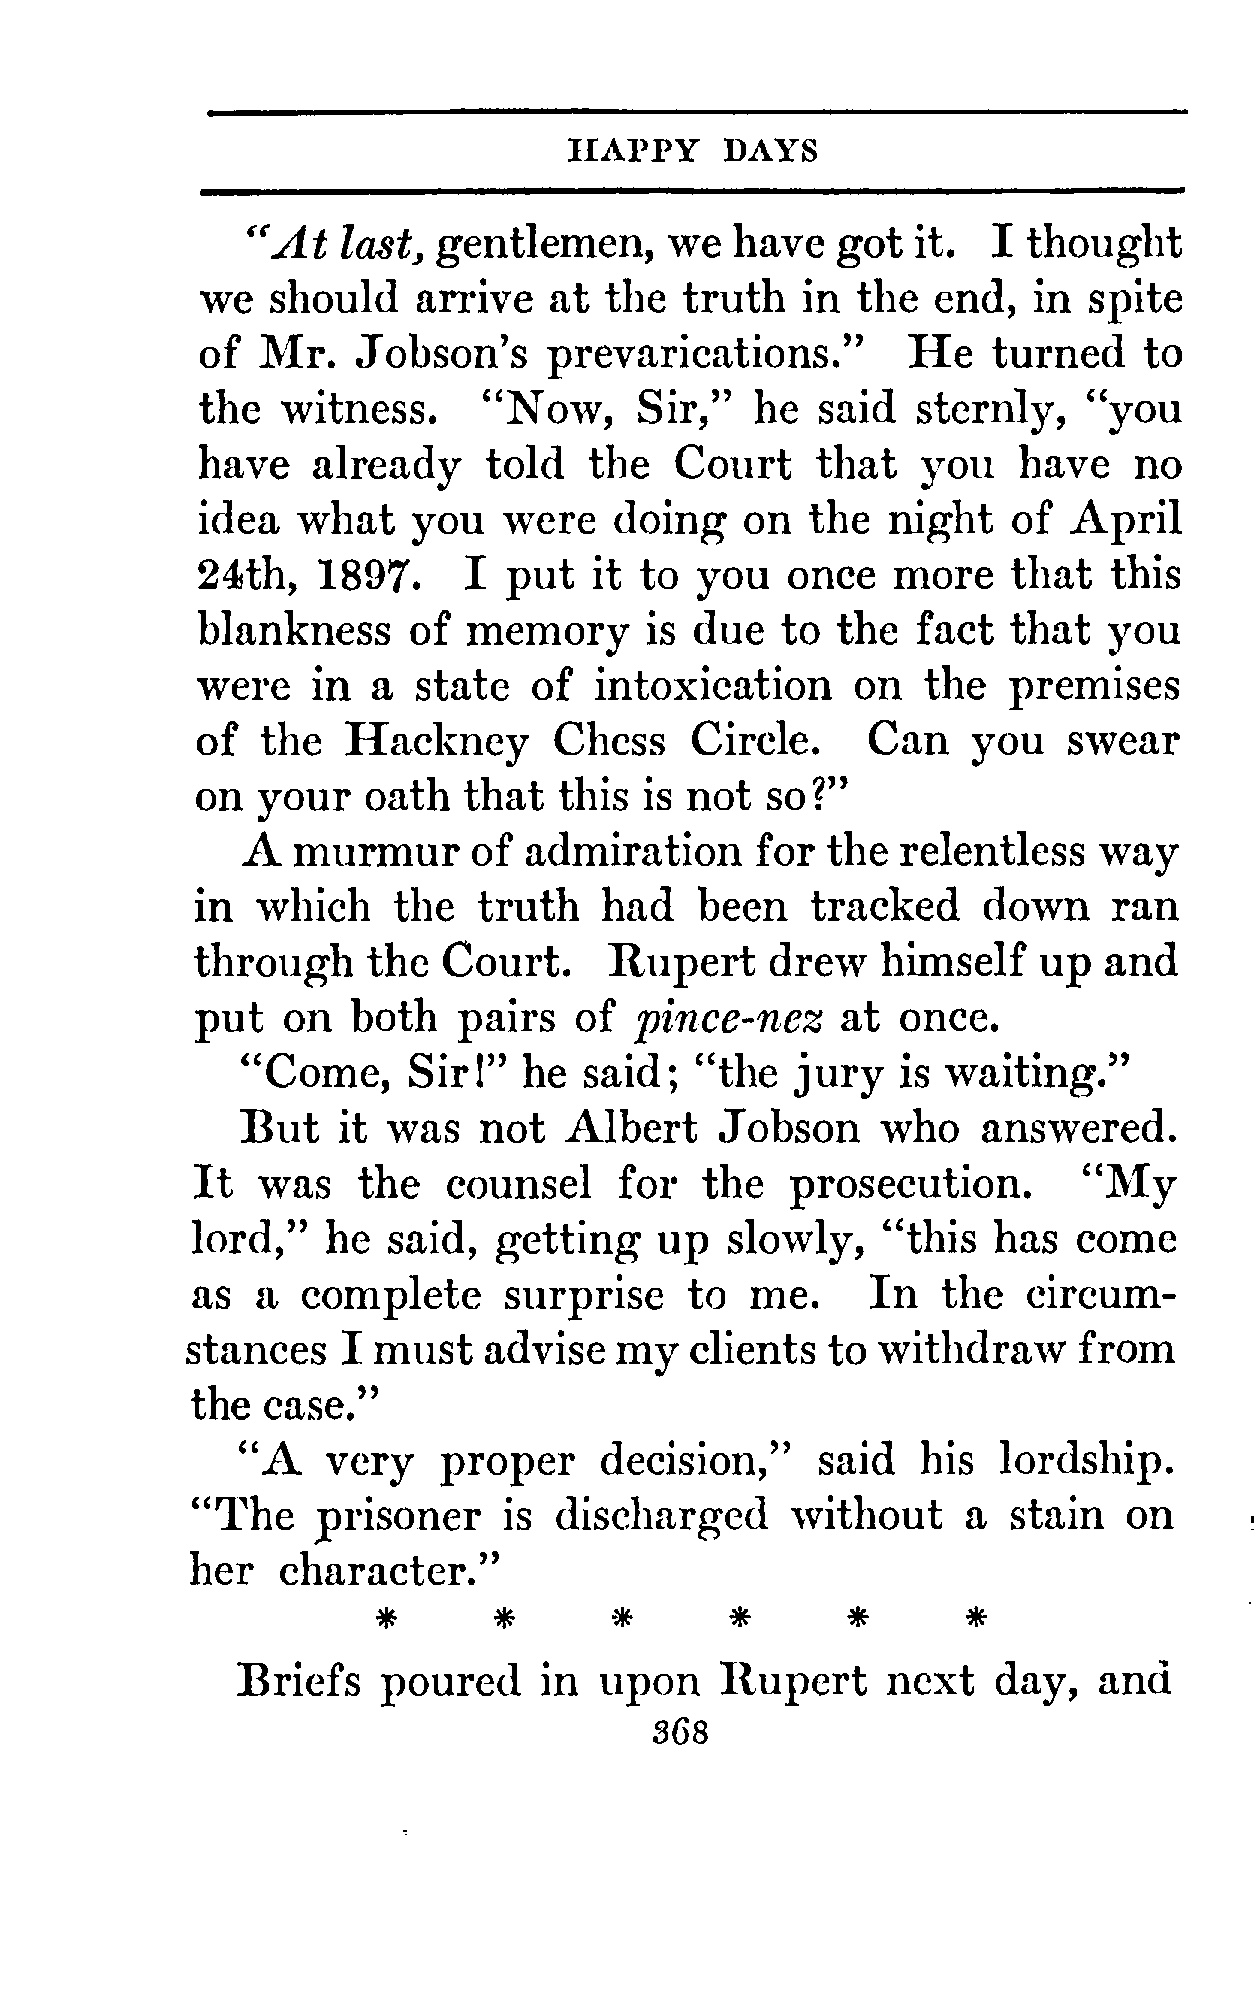 HAPPY DAYS
"At last, gentlemen, we have got it. I thought
we should arrive at the truth in the end, in spite
of Mr. Jobson's prevarications." He turned to
the witness. "Now, Sir," he said sternly, "you
have already told the Court that you have no
idea what you were doing on the night of April
24th, 1897. I put it to you once more that this
blankness of memory is due to the fact that you
were in a state of intoxication on the premises
of the Hackney Chess Circle. Can you swear
on your oath that this is not so?"
A murmur of admiration for the relentless way
in which the truth had been tracked down ran
through the Court. Rupert drew himself up and
put on both pairs of pince-nez at once.
"Come, Sir!" he said; "the jury is waiting."
But it was not Albert Jobson who answered.
It was the counsel for the prosecution. "My
lord," he said, getting up slowly, "this has come
as a complete surprise to me. In the circum-
stances I must advise my clients to withdraw from
the case."
"A very proper decision," said his lordship.
"The prisoner is discharged without a stain on
her character."
* * * * * *
Briefs poured in upon Rupert next day, and
368